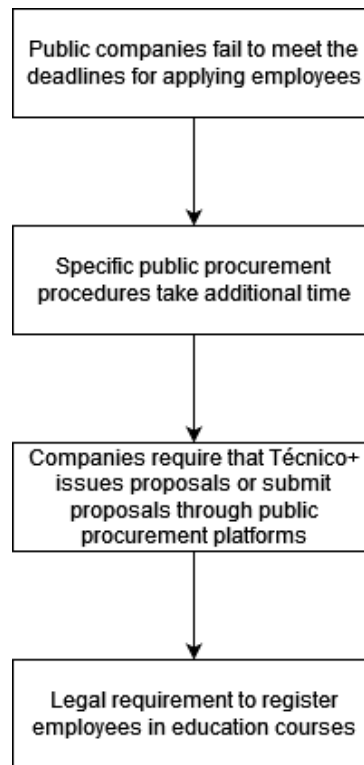 Public companies fail to meet the
deadlines for applying employees
Specific public procurement
procedures take additional time
Companies require that Técnico+
issues proposals or submit
proposals through public
procurement platforms
Legal requirement to register
employees in education courses